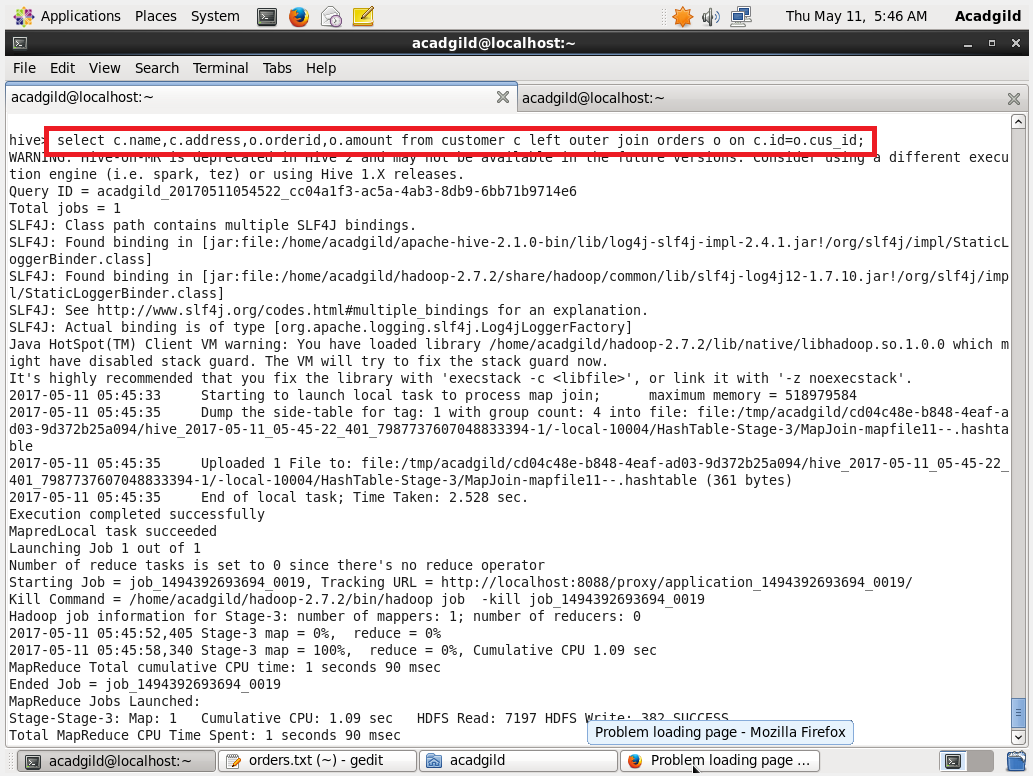 Applications Places System Thu May 11, 5:46 AM Acadgild
acadgild@localhost:~
File Edit View Search Terminal Tabs Help
acadgild@localhost:~ acadgild@localhost:~
hive> select c.name,c.address,o.orderid,o.amount from customer c left outer join orders o on c.id=o.cus_id;
WARNING: Hive-on-MR is deprecated in Hive 2 and may not be available in the future versions. Consider using a different execu
tion engine (i.e. spark, tez) or using Hive 1.X releases.
Query ID = acadgild_20170511054522_cc04a1f3-ac5a-4ab3-8db9-6bb71b9714e6
Total jobs = 1
SLF4J: Class path contains multiple SLF4J bindings.
SLF4J: Found binding in [jar:file:/home/acadgild/apache-hive-2.1.0-bin/lib/log4j-slf4j-impl-2.4.1.jar!/org/slf4j/impl/StaticL
oggerBinder.class]
SLF4J: Found binding in [jar:file:/home/acadgild/hadoop-2.7.2/share/hadoop/common/lib/slf4j-log4j12-1.7.10.jar!/org/slf4j/imp
l/StaticLoggerBinder.class]
SLF4J: See http://www.slf4j.org/codes.html#multiple_bindings for an explanation.
SLF4J: Actual binding is of type [org.apache.logging.slf4j.Log4jLoggerFactory]
Java HotSpot(TM) Client VM warning: You have loaded library /home/acadgild/hadoop-2.7.2/lib/native/libhadoop.so.1.0.0 which m
ight have disabled stack guard. The VM will try to fix the stack guard now.
It's highly recommended that you fix the library with 'execstack -c <libfile>', or link it with '-z noexecstack'.
2017-05-11 05:45:33 Starting to launch local task to process map join; maximum memory = 518979584
2017-05-11 05:45:35 Dump the side-table for tag: 1 with group count: 4 into file: file:/tmp/acadgild/cd04c48e-b848-4eaf-a
d03-9d372b25a094/hive_2017-05-11_05-45-22_401_7987737607048833394-1/-local-10004/HashTable-Stage-3/MapJoin-mapfile11--.hashta
ble
2017-05-11 05:45:35 Uploaded 1 File to: file:/tmp/acadgild/cd04c48e-b848-4eaf-ad03-9d372b25a094/hive_2017-05-11_05-45-22_
401_7987737607048833394-1/-local-10004/HashTable-Stage-3/MapJoin-mapfile11--.hashtable (361 bytes)
2017-05-11 05:45:35 End of local task; Time Taken: 2.528 sec.
Execution completed successfully
MapredLocal task succeeded
Launching Job 1 out of 1
Number of reduce tasks is set to 0 since there's no reduce operator
Starting Job = job_1494392693694_0019, Tracking URL = http://localhost:8088/proxy/application_1494392693694_0019/
Kill Command = /home/acadgild/hadoop-2.7.2/bin/hadoop job -kill job_1494392693694_0019
Hadoop job information for Stage-3: number of mappers: 1; number of reducers: 0
2017-05-11 05:45:52,405 Stage-3 map = 0%, reduce = 0%
2017-05-11 05:45:58,340 Stage-3 map = 100%, reduce = 0%, Cumulative CPU 1.09 sec
MapReduce Total cumulative CPU time: 1 seconds 90 msec
Ended Job = job_1494392693694_0019
MapReduce Jobs Launched:
Stage-Stage-3: Map: 1 Cumulative CPU: 1.09 sec HDFS Read: 7197 HDFS Write: 382 SUCCESS
Total MapReduce CPU Time Spent: 1 seconds 90 msec
Problem loading page - Mozilla Firefox
acadgild@localhost:~ orders.txt (~) - gedit acadgild Problem loading page ...